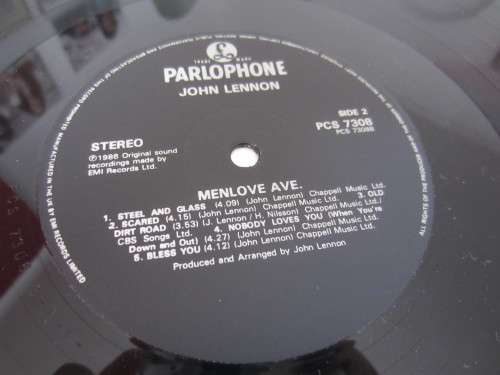 TRADE MARK
PARLOPHONE
JOHN LENNON
SIDE 2
PCS 7308
PCS 7308B
STEREO
℗1986 Original sound
recordings made by
EMI Records Ltd.
MENLOVE AVE.
1. STEEL AND GLASS (4.09) (John Lennon) Chappell Music Ltd.
2. SCARED (4.15) (John Lennon) Chappell Music Ltd. 3. OLD
DIRT ROAD (3.53) (J. Lennon / H. Nilsson) Chappell Music Ltd./
CBS Songs Ltd. 4. NOBODY LOVES YOU (When You're
Down and Out) (4.27) (John Lennon) Chappell Music Ltd.
5. BLESS YOU (4.12) (John Lennon) Chappell Music Ltd.
Produced and Arranged by John Lennon
MANUFACTURED IN THE UK BY EMI RECORDS LIMITED